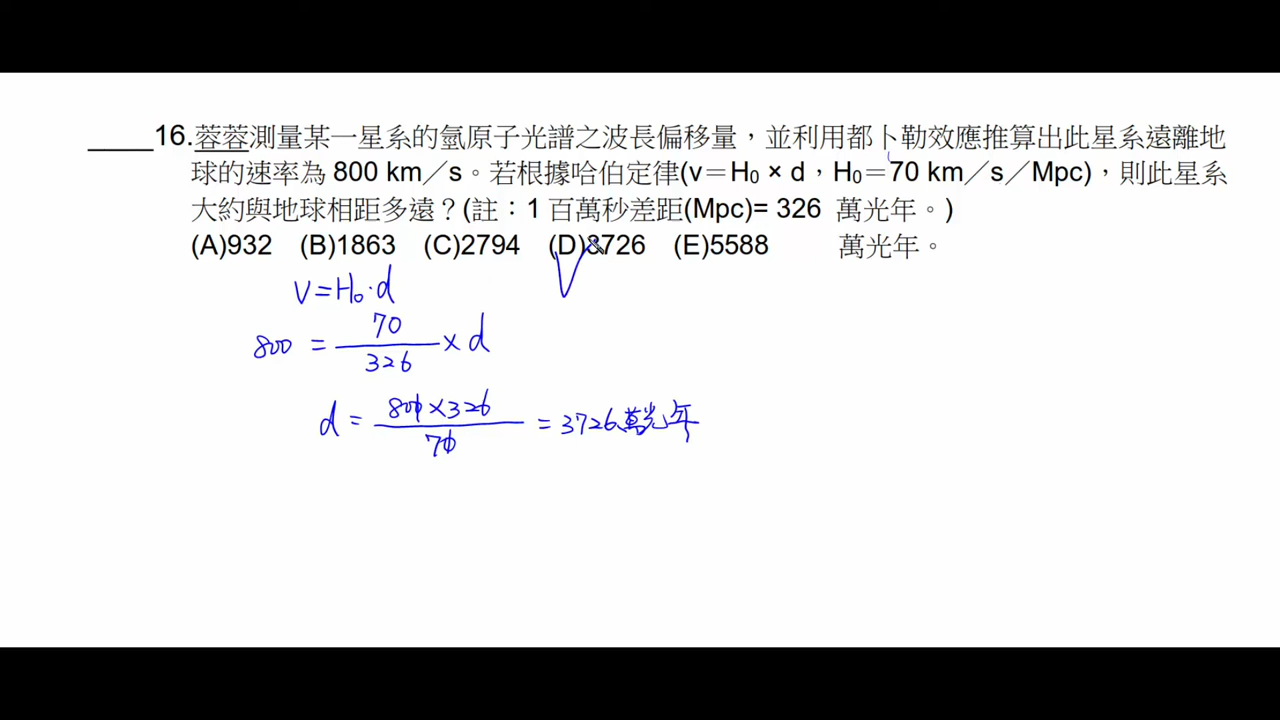 ____16.蓉蓉測量某一星系的氫原子光譜之波長偏移量，並利用都卜勒效應推算出此星系遠離地
球的速率為 800 km／s。若根據哈伯定律(v＝H₀ × d，H₀＝70 km／s／Mpc)，則此星系
大約與地球相距多遠？(註：1 百萬秒差距(Mpc)= 326 萬光年。)
(A)932 (B)1863 (C)2794 (D)3726 (E)5588 萬光年。
V=H₀·d
800 = 70/326 × d
d = 800×326/70 = 3726萬光年